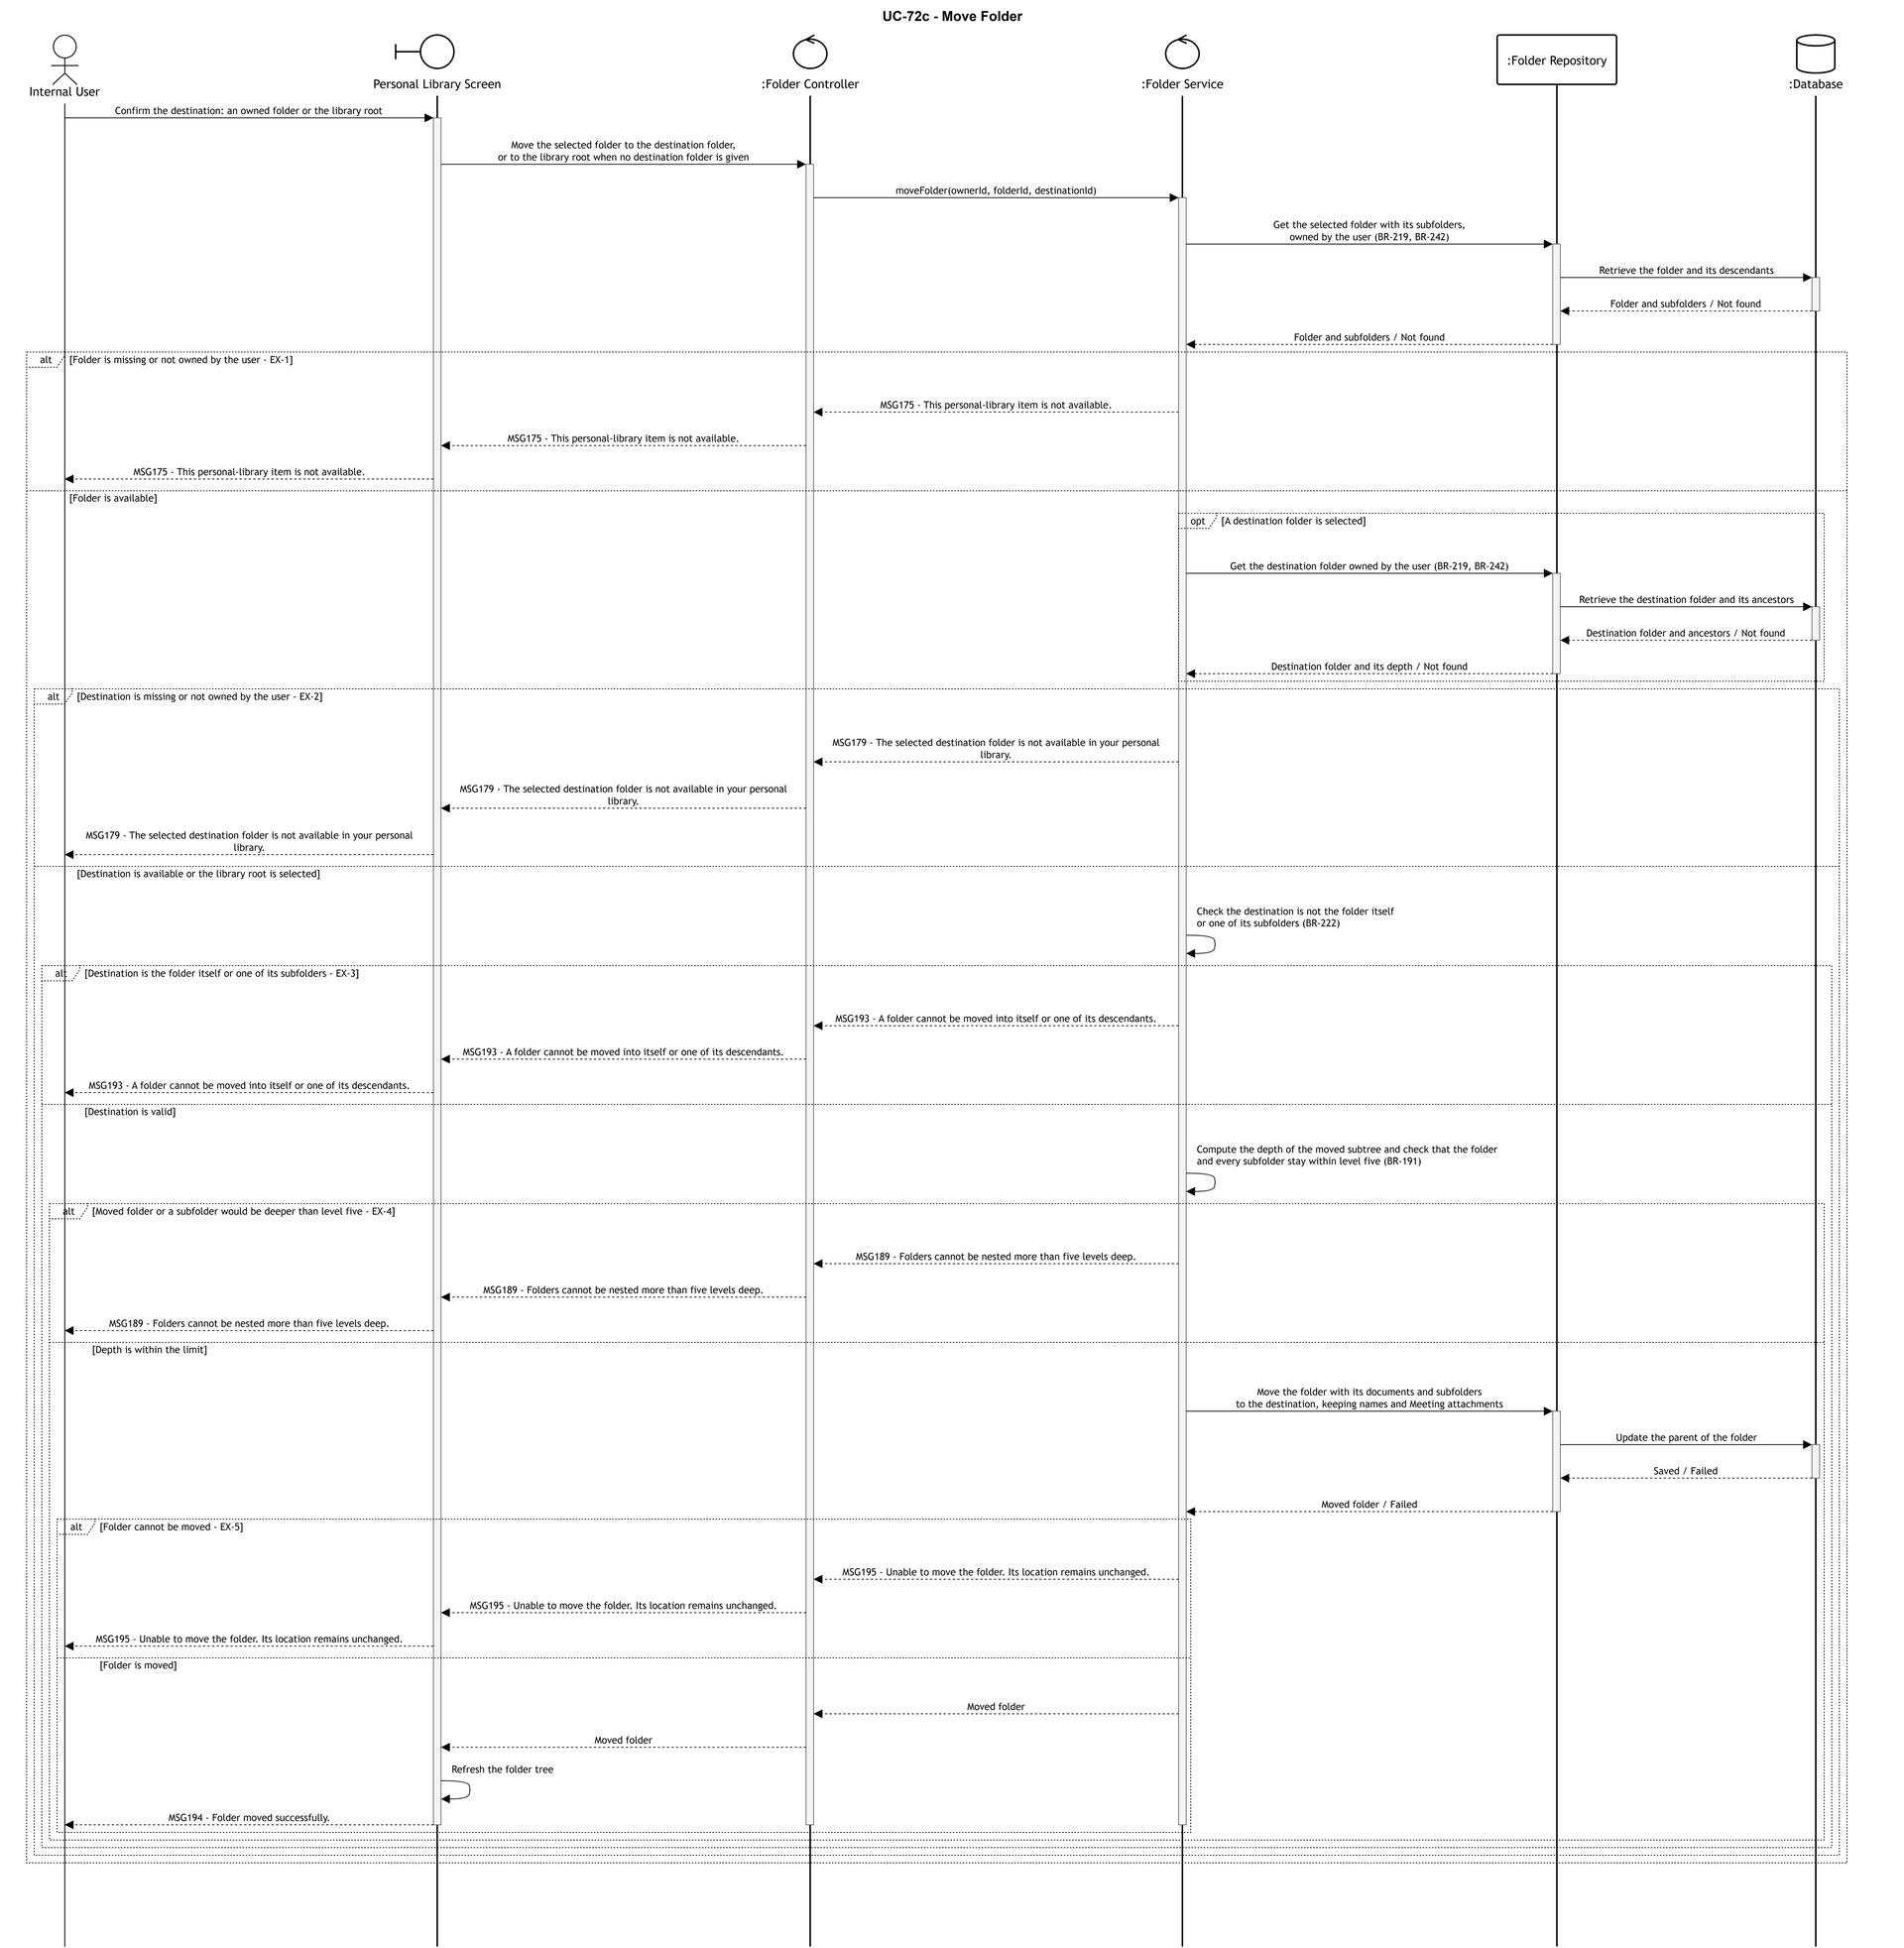 UC-72c - Move Folder
Internal User
Personal Library Screen
:Folder Controller
:Folder Service
:Folder Repository
:Database
Confirm the destination: an owned folder or the library root
Move the selected folder to the destination folder,
or to the library root when no destination folder is given
moveFolder(ownerId, folderId, destinationId)
Get the selected folder with its subfolders,
owned by the user (BR-219, BR-242)
Retrieve the folder and its descendants
Folder and subfolders / Not found
Folder and subfolders / Not found
alt [Folder is missing or not owned by the user - EX-1]
MSG175 - This personal-library item is not available.
MSG175 - This personal-library item is not available.
MSG175 - This personal-library item is not available.
[Folder is available]
opt [A destination folder is selected]
Get the destination folder owned by the user (BR-219, BR-242)
Retrieve the destination folder and its ancestors
Destination folder and ancestors / Not found
Destination folder and its depth / Not found
alt [Destination is missing or not owned by the user - EX-2]
MSG179 - The selected destination folder is not available in your personal
library.
MSG179 - The selected destination folder is not available in your personal
library.
MSG179 - The selected destination folder is not available in your personal
library.
[Destination is available or the library root is selected]
Check the destination is not the folder itself
or one of its subfolders (BR-222)
alt [Destination is the folder itself or one of its subfolders - EX-3]
MSG193 - A folder cannot be moved into itself or one of its descendants.
MSG193 - A folder cannot be moved into itself or one of its descendants.
MSG193 - A folder cannot be moved into itself or one of its descendants.
[Destination is valid]
Compute the depth of the moved subtree and check that the folder
and every subfolder stay within level five (BR-191)
alt [Moved folder or a subfolder would be deeper than level five - EX-4]
MSG189 - Folders cannot be nested more than five levels deep.
MSG189 - Folders cannot be nested more than five levels deep.
MSG189 - Folders cannot be nested more than five levels deep.
[Depth is within the limit]
Move the folder with its documents and subfolders
to the destination, keeping names and Meeting attachments
Update the parent of the folder
Saved / Failed
Moved folder / Failed
alt [Folder cannot be moved - EX-5]
MSG195 - Unable to move the folder. Its location remains unchanged.
MSG195 - Unable to move the folder. Its location remains unchanged.
MSG195 - Unable to move the folder. Its location remains unchanged.
[Folder is moved]
Moved folder
Moved folder
Refresh the folder tree
MSG194 - Folder moved successfully.